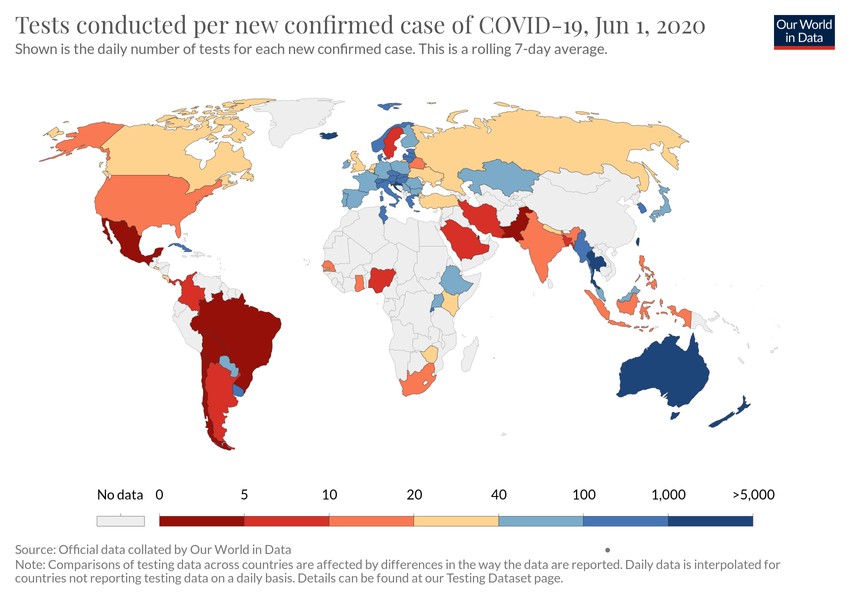 Tests conducted per new confirmed case of COVID-19, Jun 1, 2020
Shown is the daily number of tests for each new confirmed case. This is a rolling 7-day average.
Our World
in Data
No data 0 5 10 20 40 100 1,000 >5,000
Source: Official data collated by Our World in Data
Note: Comparisons of testing data across countries are affected by differences in the way the data are reported. Daily data is interpolated for
countries not reporting testing data on a daily basis. Details can be found at our Testing Dataset page.